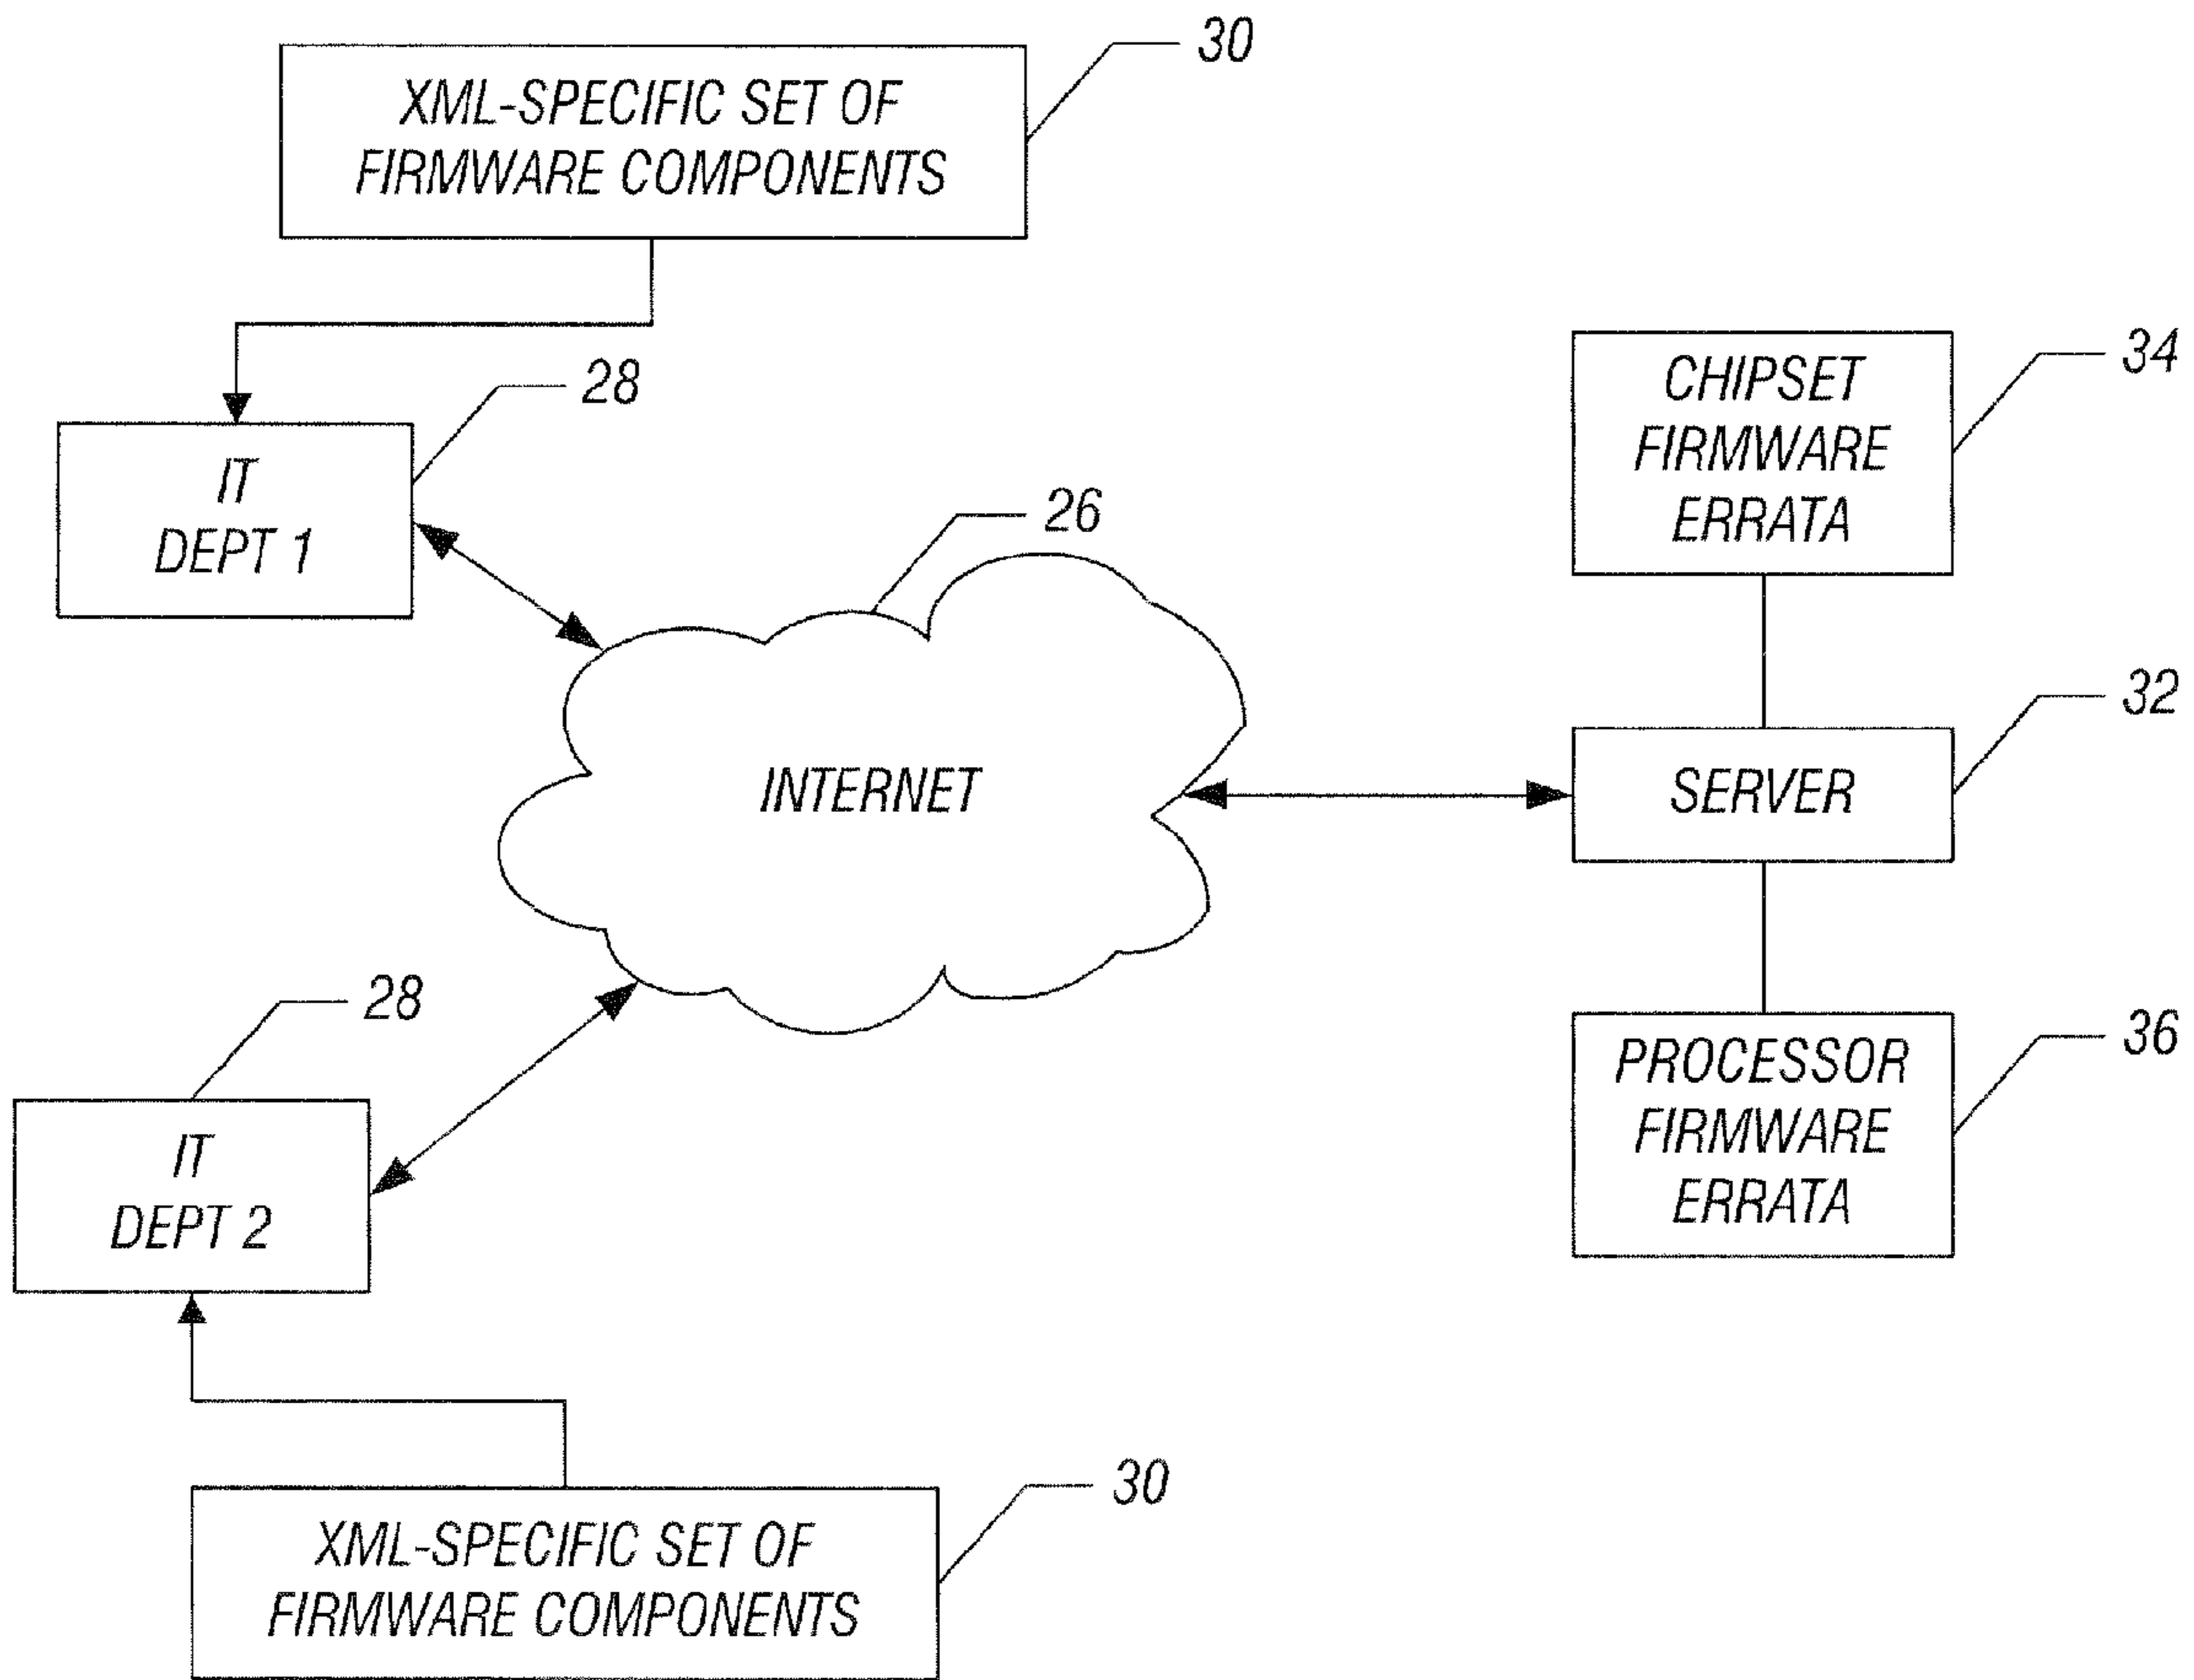 30
XML-SPECIFIC SET OF
FIRMWARE COMPONENTS
28
IT
DEPT 1
34
CHIPSET
FIRMWARE
ERRATA
26
INTERNET
32
SERVER
28
IT
DEPT 2
36
PROCESSOR
FIRMWARE
ERRATA
30
XML-SPECIFIC SET OF
FIRMWARE COMPONENTS